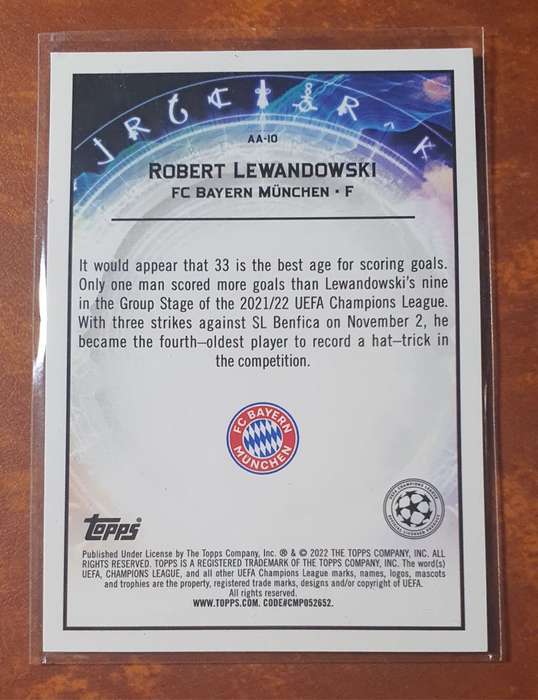 AA-10
ROBERT LEWANDOWSKI
FC BAYERN MÜNCHEN • F
It would appear that 33 is the best age for scoring goals.
Only one man scored more goals than Lewandowski's nine
in the Group Stage of the 2021/22 UEFA Champions League.
With three strikes against SL Benfica on November 2, he
became the fourth–oldest player to record a hat–trick in
the competition.
FC BAYERN
MÜNCHEN
Topps
UEFA CHAMPIONS LEAGUE
OFFICIAL LICENSED PRODUCT
Published Under License by The Topps Company, Inc. ® & © 2022 THE TOPPS COMPANY, INC. ALL
RIGHTS RESERVED. TOPPS IS A REGISTERED TRADEMARK OF THE TOPPS COMPANY, INC. The word(s)
UEFA, CHAMPIONS LEAGUE, and all other UEFA Champions League marks, names, logos, mascots
and trophies are the property, registered trade marks, designs and/or copyright of UEFA.
All rights reserved.
WWW.TOPPS.COM. CODE#CMP052652.